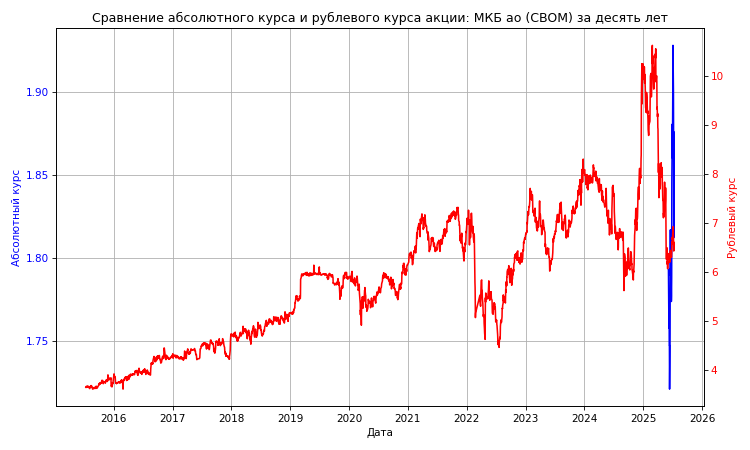 Сравнение абсолютного курса и рублевого курса акции: МКБ ао (CBOM) за десять лет
Абсолютный курс
1.90
1.85
1.80
1.75
10
9
8
7
6
5
4
Рублевый курс
2016 2017 2018 2019 2020 2021 2022 2023 2024 2025 2026
Дата